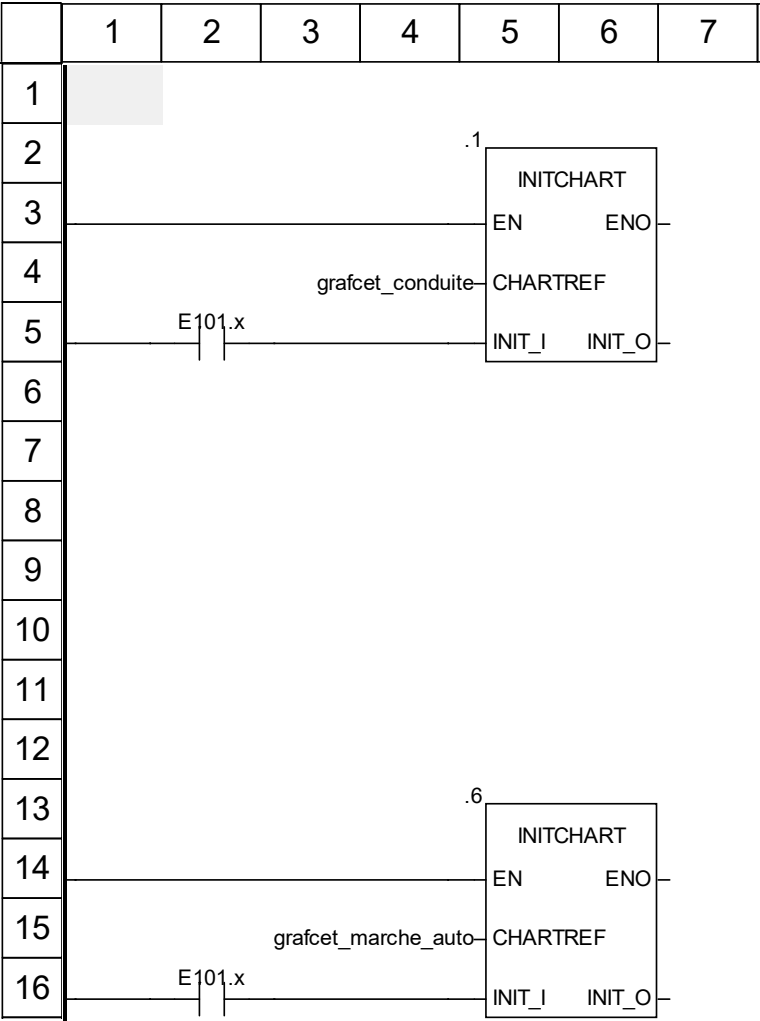 1 2 3 4 5 6 7
1
2 .1
INITCHART
3 EN ENO
4 grafcet_conduite CHARTREF
E101.x
5 INIT_I INIT_O
6
7
8
9
10
11
12
13 .6
INITCHART
14 EN ENO
15 grafcet_marche_auto CHARTREF
E101.x
16 INIT_I INIT_O